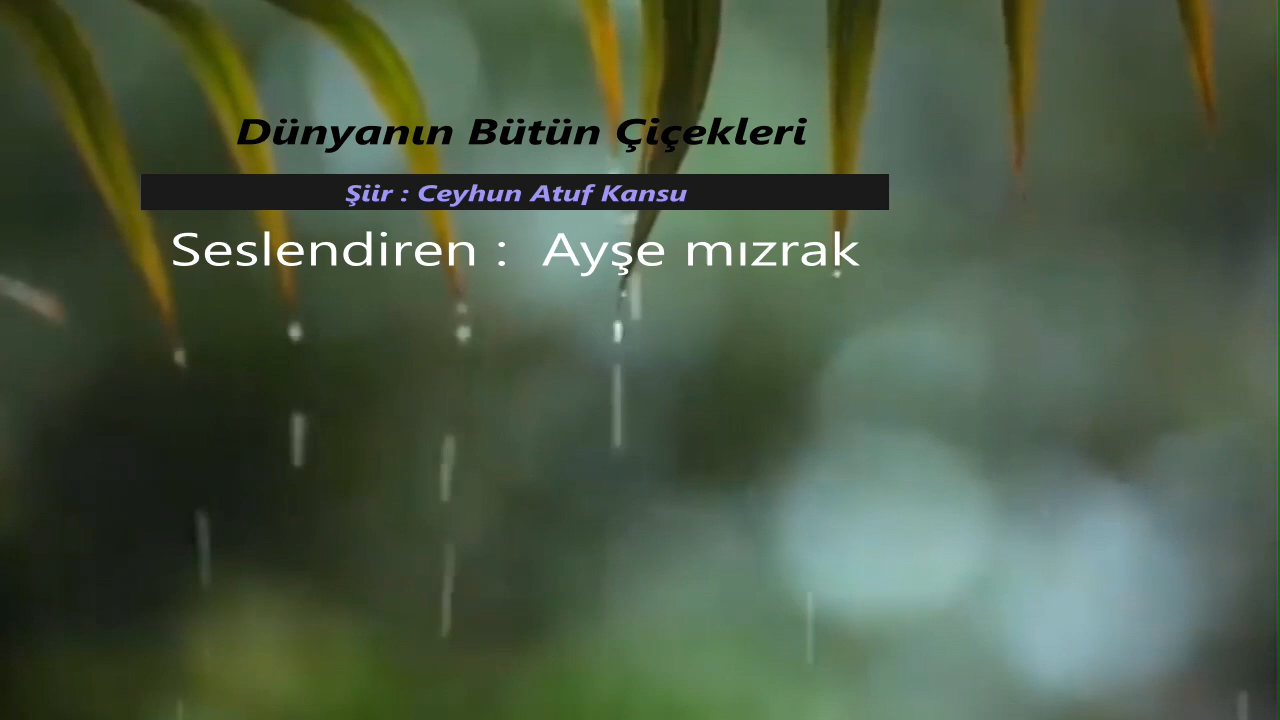 Dünyanın Bütün Çiçekleri
Şiir : Ceyhun Atuf Kansu
Seslendiren :  Ayşe mızrak